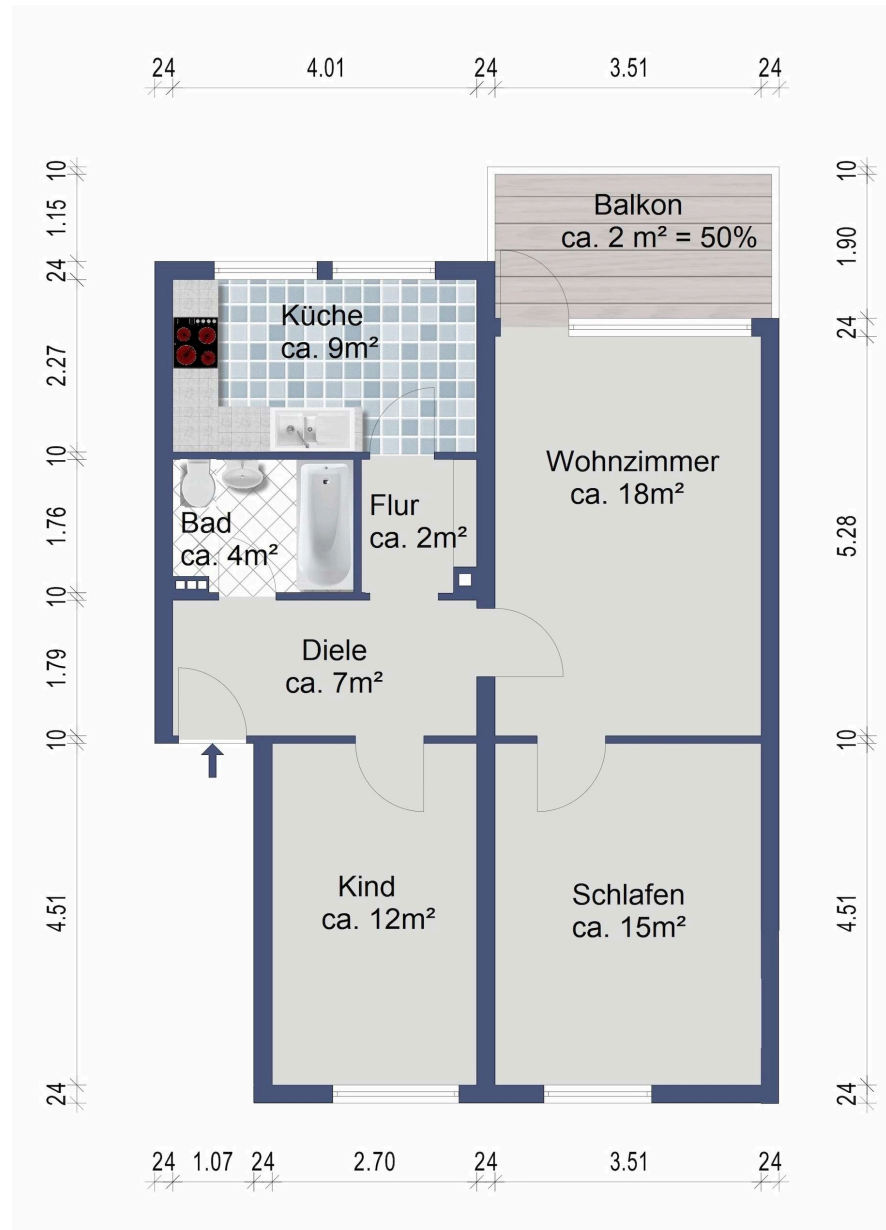 24 4.01 24 3.51 24
10
1.15
24
2.27
10
1.76
10
1.79
10
4.51
24
Balkon
ca. 2 m² = 50%
Küche
ca. 9m²
Wohnzimmer
ca. 18m²
Flur
ca. 2m²
Bad
ca. 4m²
Diele
ca. 7m²
Kind
ca. 12m²
Schlafen
ca. 15m²
10
1.90
24
5.28
10
4.51
24
24 1.07 24 2.70 24 3.51 24